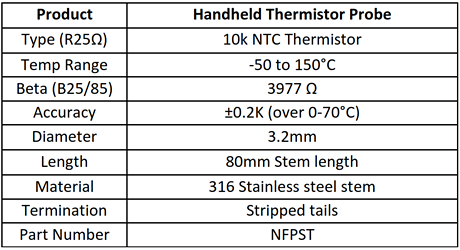 Product Handheld Thermistor Probe
Type (R25Ω) 10k NTC Thermistor
Temp Range -50 to 150°C
Beta (B25/85) 3977 Ω
Accuracy ±0.2K (over 0-70°C)
Diameter 3.2mm
Length 80mm Stem length
Material 316 Stainless steel stem
Termination Stripped tails
Part Number NFPST